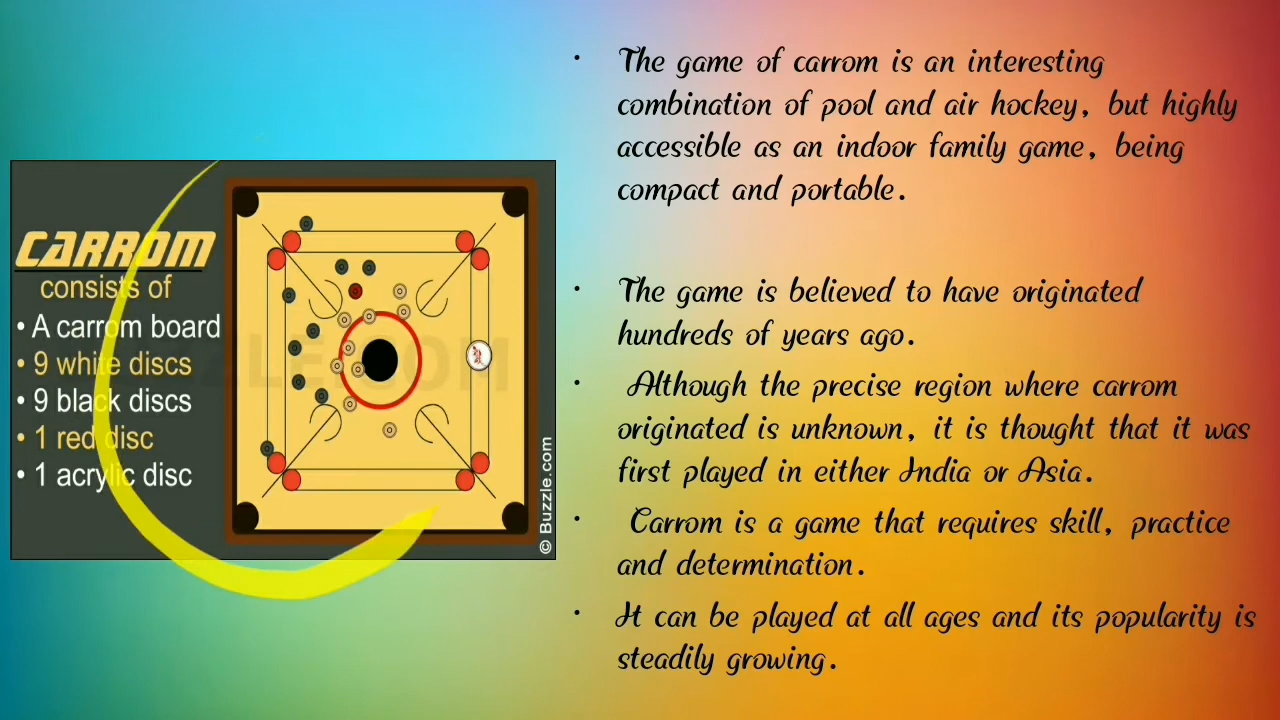 CARROM
consists of
• A carrom board
• 9 white discs
• 9 black discs
• 1 red disc
• 1 acrylic disc
© Buzzle.com
• The game of carrom is an interesting
combination of pool and air hockey, but highly
accessible as an indoor family game, being
compact and portable.
• The game is believed to have originated
hundreds of years ago.
• Although the precise region where carrom
originated is unknown, it is thought that it was
first played in either India or Asia.
• Carrom is a game that requires skill, practice
and determination.
• It can be played at all ages and its popularity is
steadily growing.